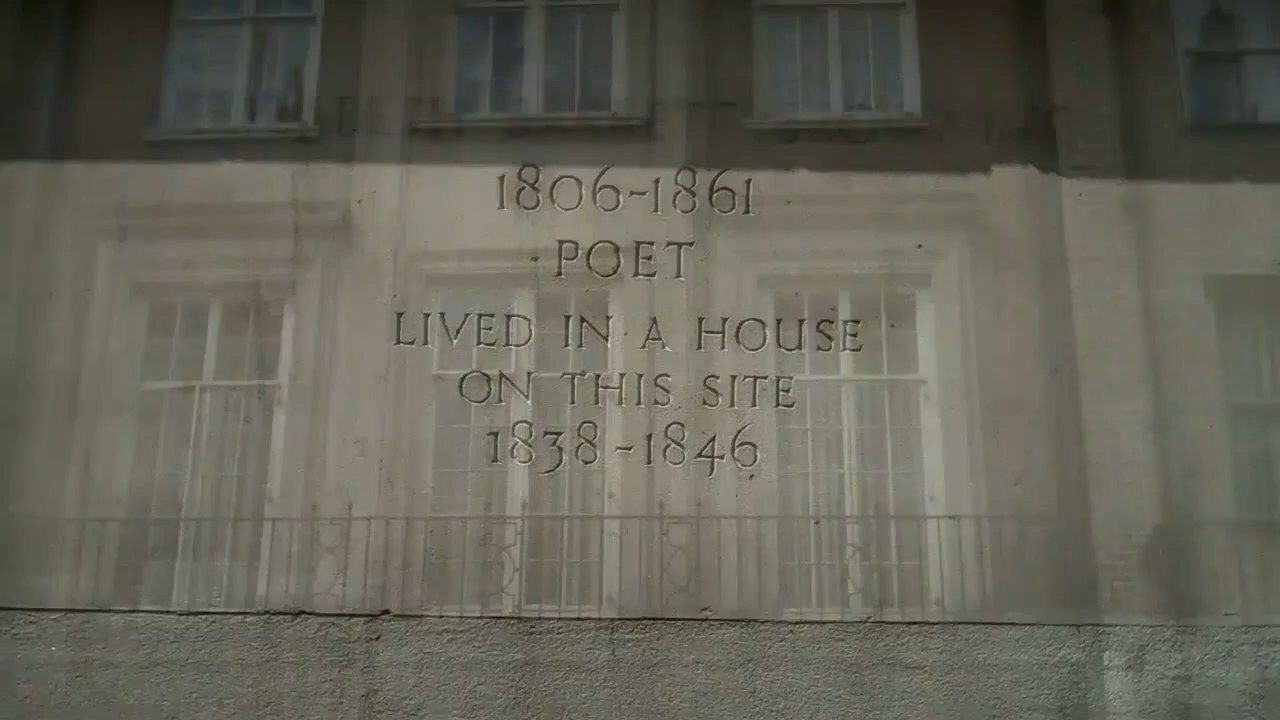 1806-1861
POET
LIVED IN A HOUSE
ON THIS SITE
1838-1846